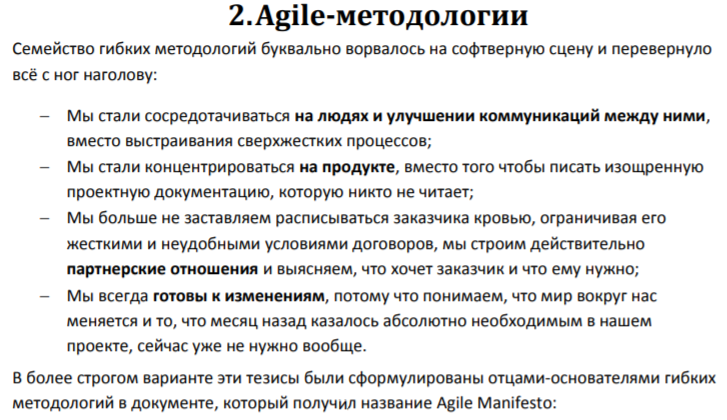 2. Agile-методологии
Семейство гибких методологий буквально ворвалось на софтверную сцену и перевернуло
всё с ног наголову:
– Мы стали сосредотачиваться на людях и улучшении коммуникаций между ними,
вместо выстраивания сверхжестких процессов;
– Мы стали концентрироваться на продукте, вместо того чтобы писать изощренную
проектную документацию, которую никто не читает;
– Мы больше не заставляем расписываться заказчика кровью, ограничивая его
жесткими и неудобными условиями договоров, мы строим действительно
партнерские отношения и выясняем, что хочет заказчик и что ему нужно;
– Мы всегда готовы к изменениям, потому что понимаем, что мир вокруг нас
меняется и то, что месяц назад казалось абсолютно необходимым в нашем
проекте, сейчас уже не нужно вообще.
В более строгом варианте эти тезисы были сформулированы отцами-основателями гибких
методологий в документе, который получил название Agile Manifesto: